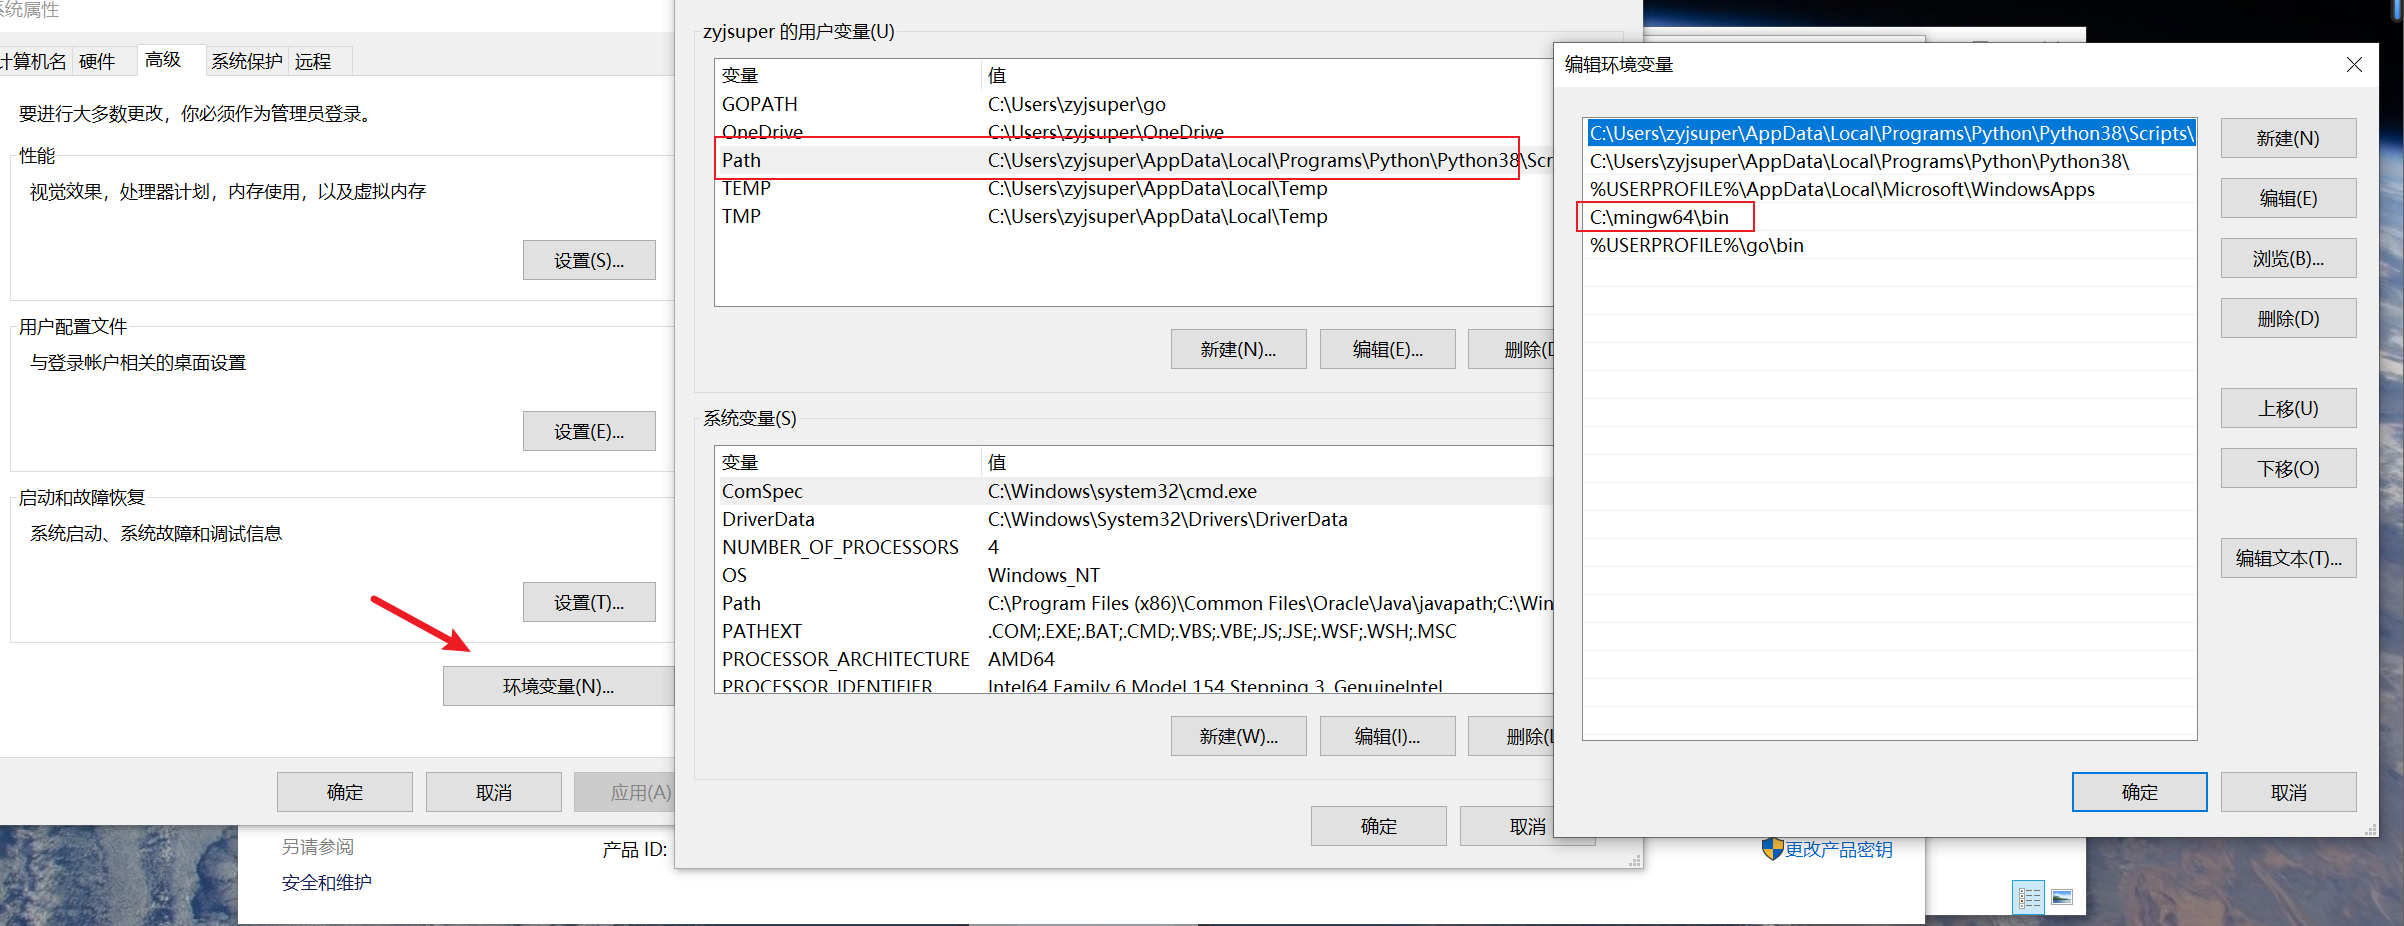 系统属性
计算机名
硬件
高级
系统保护
远程
要进行大多数更改，你必须作为管理员登录。
性能
视觉效果，处理器计划，内存使用，以及虚拟内存
设置(S)...
用户配置文件
与登录帐户相关的桌面设置
设置(E)...
启动和故障恢复
系统启动、系统故障和调试信息
设置(T)...
环境变量(N)...
确定
取消
应用(A)
另请参阅
安全和维护
产品 ID:
zyjsuper 的用户变量(U)
变量 值
GOPATH C:\Users\zyjsuper\go
OneDrive C:\Users\zyjsuper\OneDrive
Path C:\Users\zyjsuper\AppData\Local\Programs\Python\Python38\Scr
TEMP C:\Users\zyjsuper\AppData\Local\Temp
TMP C:\Users\zyjsuper\AppData\Local\Temp
新建(N)...
编辑(E)...
删除(D
系统变量(S)
变量 值
ComSpec C:\Windows\system32\cmd.exe
DriverData C:\Windows\System32\Drivers\DriverData
NUMBER_OF_PROCESSORS 4
OS Windows_NT
Path C:\Program Files (x86)\Common Files\Oracle\Java\javapath;C:\Win
PATHEXT .COM;.EXE;.BAT;.CMD;.VBS;.VBE;.JS;.JSE;.WSF;.WSH;.MSC
PROCESSOR_ARCHITECTURE AMD64
PROCESSOR_IDENTIFIER Intel64 Family 6 Model 154 Stepping 3, GenuineIntel
新建(W)...
编辑(I)...
删除(L
确定
取消
编辑环境变量
C:\Users\zyjsuper\AppData\Local\Programs\Python\Python38\Scripts\
C:\Users\zyjsuper\AppData\Local\Programs\Python\Python38\
%USERPROFILE%\AppData\Local\Microsoft\WindowsApps
C:\mingw64\bin
%USERPROFILE%\go\bin
新建(N)
编辑(E)
浏览(B)...
删除(D)
上移(U)
下移(O)
编辑文本(T)...
确定
取消
更改产品密钥